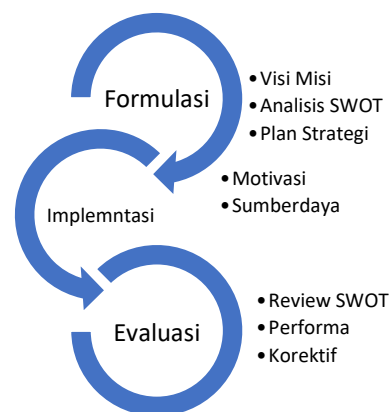 Formulasi
• Visi Misi
• Analisis SWOT
• Plan Strategi
Implemntasi
• Motivasi
• Sumberdaya
Evaluasi
• Review SWOT
• Performa
• Korektif